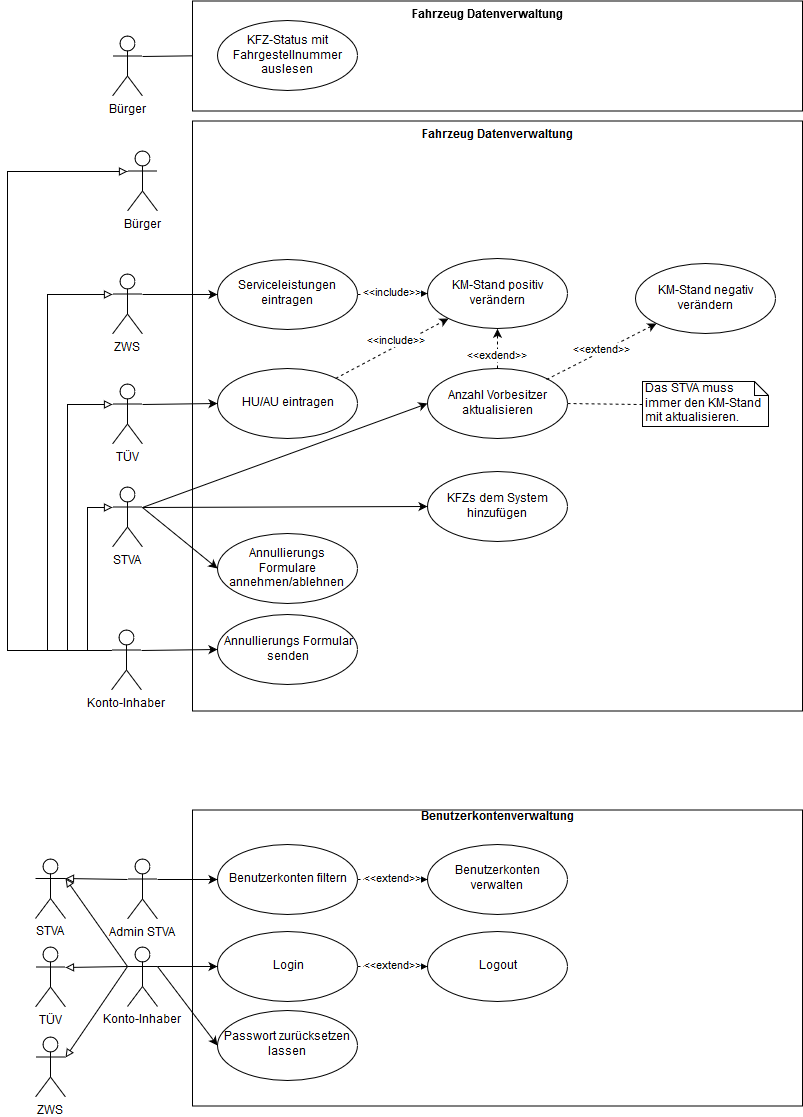 Fahrzeug Datenverwaltung
KFZ-Status mit
Fahrgestellnummer
auslesen
Bürger
Fahrzeug Datenverwaltung
Bürger
Serviceleistungen
eintragen
<<include>>
KM-Stand positiv
verändern
KM-Stand negativ
verändern
ZWS
<<include>>
<<exdend>>
<<extend>>
HU/AU eintragen
Anzahl Vorbesitzer
aktualisieren
Das STVA muss
immer den KM-Stand
mit aktualisieren.
TÜV
KFZs dem System
hinzufügen
STVA
Annullierungs
Formulare
annehmen/ablehnen
Annullierungs Formular
senden
Konto-Inhaber
Benutzerkontenverwaltung
Benutzerkonten filtern
<<extend>>
Benutzerkonten
verwalten
STVA
Admin STVA
Login
<<extend>>
Logout
TÜV
Konto-Inhaber
Passwort zurücksetzen
lassen
ZWS